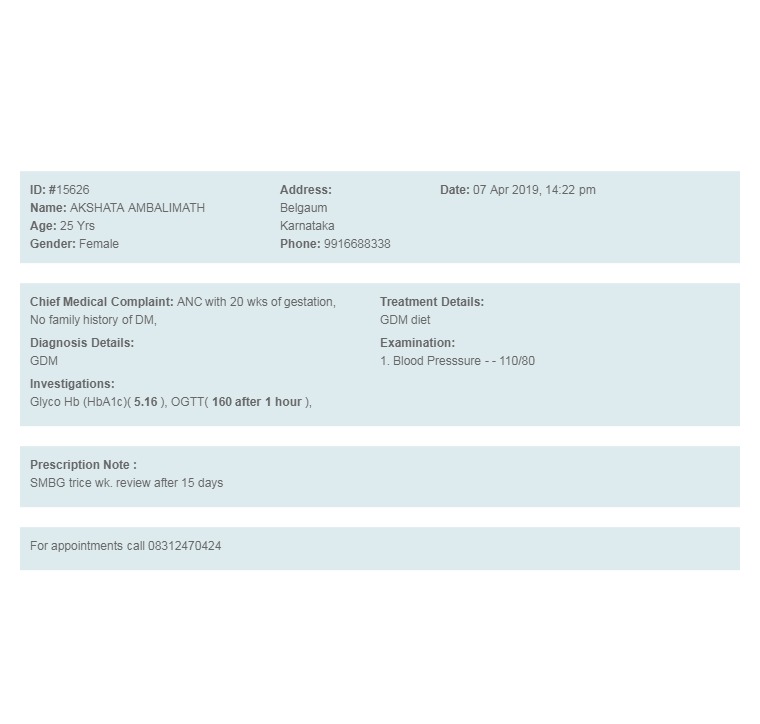 ID: #15626
Name: AKSHATA AMBALIMATH
Age: 25 Yrs
Gender: Female
Address:
Belgaum
Karnataka
Phone: 9916688338
Date: 07 Apr 2019, 14:22 pm
Chief Medical Complaint: ANC with 20 wks of gestation,
No family history of DM,
Diagnosis Details:
GDM
Investigations:
Glyco Hb (HbA1c)( 5.16 ), OGTT( 160 after 1 hour ),
Treatment Details:
GDM diet
Examination:
1. Blood Presssure - - 110/80
Prescription Note :
SMBG trice wk. review after 15 days
For appointments call 08312470424